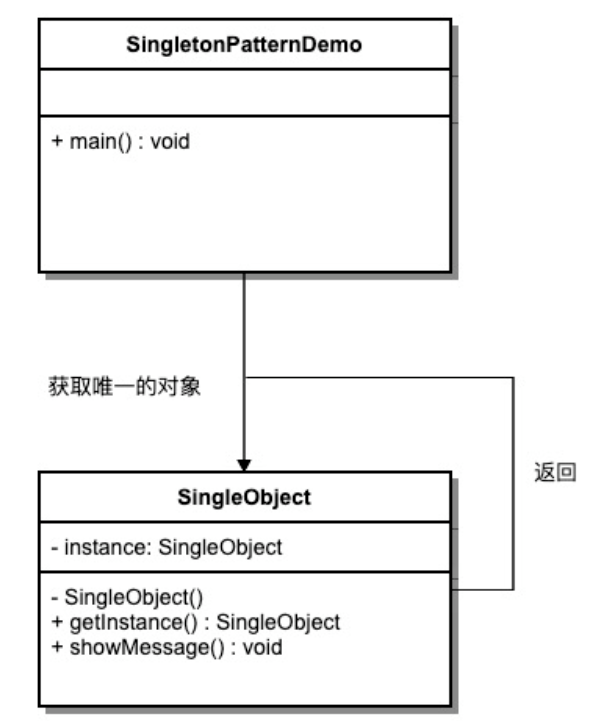 SingletonPatternDemo
+ main() : void
获取唯一的对象
返回
SingleObject
- instance: SingleObject
- SingleObject()
+ getInstance() : SingleObject
+ showMessage() : void